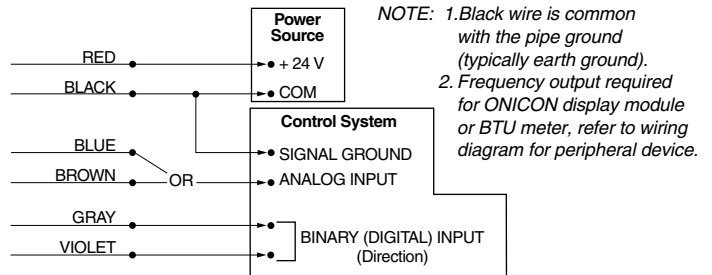 Power
Source
NOTE: 1.Black wire is common
with the pipe ground
(typically earth ground).
2. Frequency output required
for ONICON display module
or BTU meter, refer to wiring
diagram for peripheral device.
RED
+ 24 V
BLACK
COM
Control System
BLUE
SIGNAL GROUND
BROWN
OR
ANALOG INPUT
GRAY
BINARY (DIGITAL) INPUT
(Direction)
VIOLET